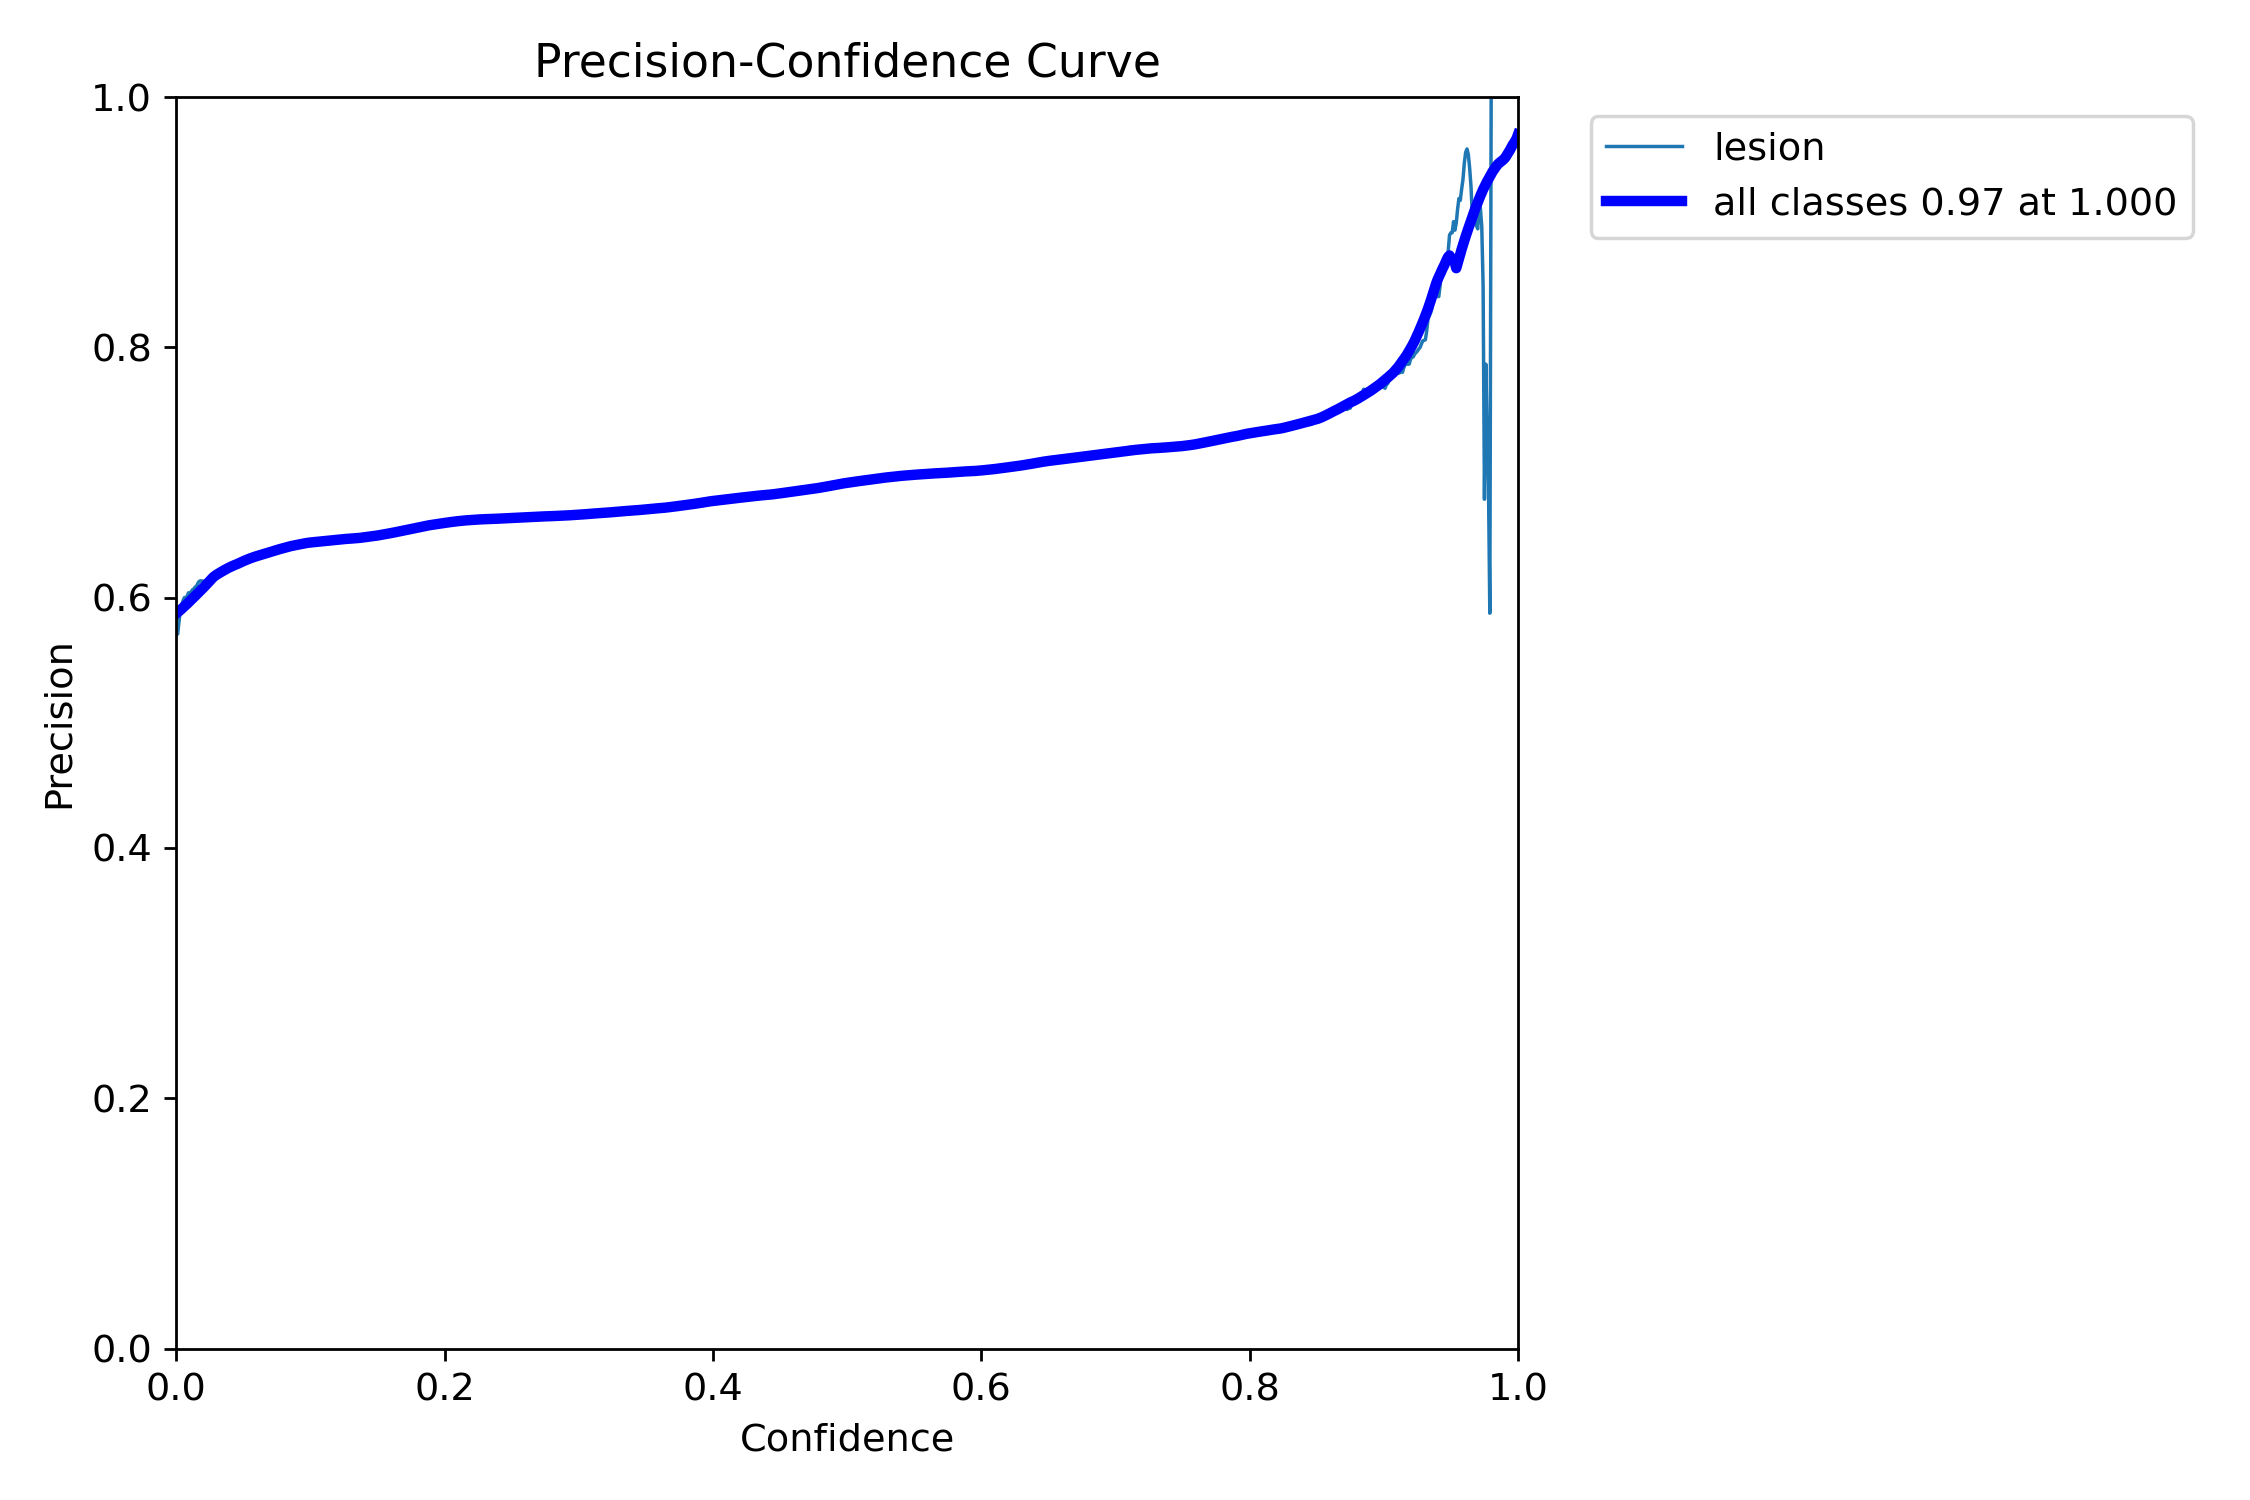 Precision-Confidence Curve
1.0
0.8
0.6
0.4
0.2
0.0
Precision
0.0 0.2 0.4 0.6 0.8 1.0
Confidence
lesion
all classes 0.97 at 1.000